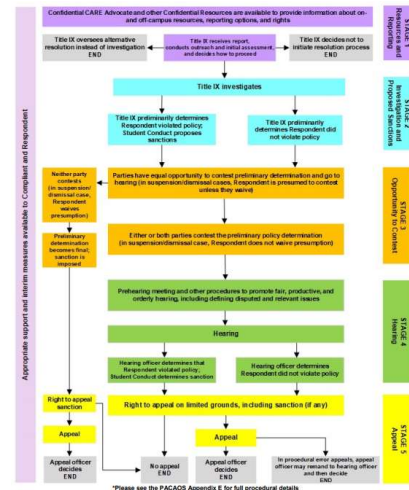 Confidential CARE Advocate and other Confidential Resources are available to provide information about on-
and off-campus resources, reporting options, and rights
STAGE 1
Resources and
Reporting
Title IX oversees alternative
resolution instead of investigation
END
Title IX receives report,
conducts outreach and initial assessment,
and decides how to proceed
Title IX decides not to
initiate resolution process
END
Title IX investigates
STAGE 2
Investigation and
Proposed Sanctions
Title IX preliminarily determines
Respondent violated policy;
Student Conduct proposes
sanctions
Title IX preliminarily
determines Respondent did
not violate policy
Appropriate support and interim measures available to Complainant and Respondent
Neither party
contests
(in suspension/
dismissal case,
Respondent
waives
presumption)
Parties have equal opportunity to contest preliminary determination and go to
hearing (in suspension/dismissal cases, Respondent is presumed to contest
unless they waive)
STAGE 3
Opportunity to Contest
Either or both parties contest the preliminary policy determination
(in suspension/dismissal case, Respondent does not waive presumption)
Preliminary
determination
becomes final;
sanction is
imposed
Prehearing meeting and other procedures to promote fair, productive, and
orderly hearing, including defining disputed and relevant issues
STAGE 4
Hearing
Hearing
Hearing officer determines that
Respondent violated policy;
Student Conduct determines sanction
Hearing officer determines
Respondent did not violate policy
Right to appeal
sanction
Right to appeal on limited grounds, including sanction (if any)
STAGE 5
Appeal
Appeal
Appeal
Appeal officer
decides
END
No appeal
END
Appeal officer
decides
END
In procedural error appeals, appeal
officer may remand to hearing officer
and then decide
END
*Please see the PACAOS Appendix E for full procedural details